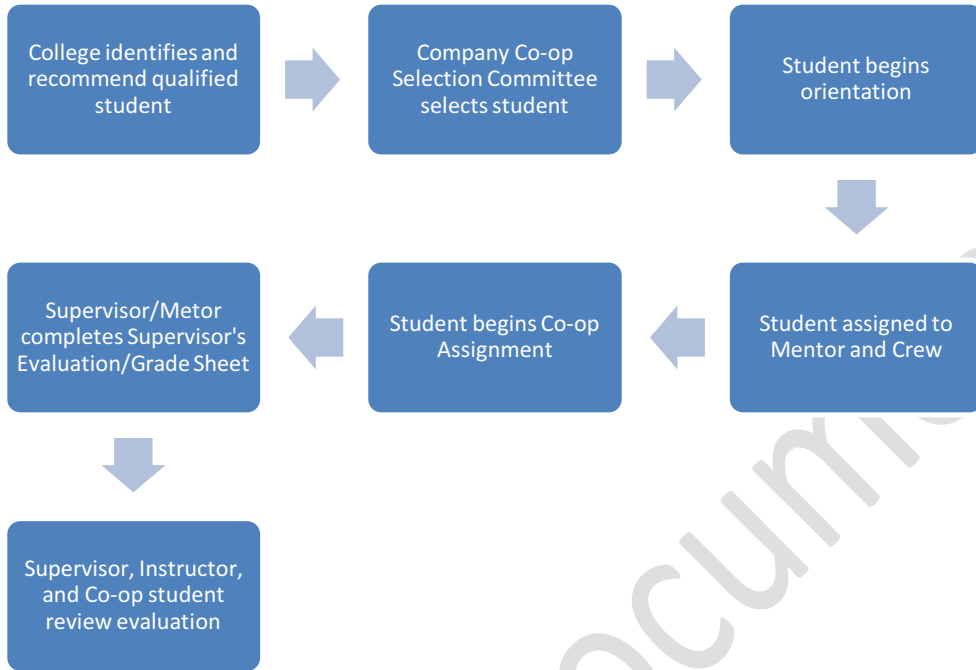 College identifies and
recommend qualified
student
Company Co-op
Selection Committee
selects student
Student begins
orientation
Student assigned to
Mentor and Crew
Student begins Co-op
Assignment
Supervisor/Metor
completes Supervisor's
Evaluation/Grade Sheet
Supervisor, Instructor,
and Co-op student
review evaluation